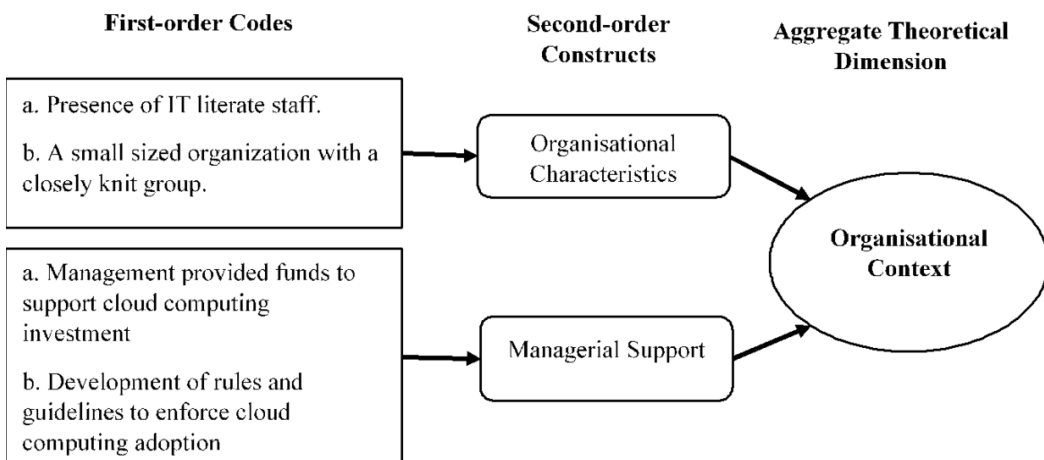 First-order Codes
Second-order
Constructs
Aggregate Theoretical
Dimension
a. Presence of IT literate staff.
b. A small sized organization with a
closely knit group.
Organisational
Characteristics
Organisational
Context
a. Management provided funds to
support cloud computing
investment
b. Development of rules and
guidelines to enforce cloud
computing adoption
Managerial Support